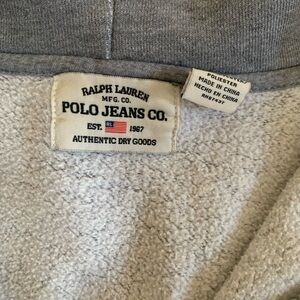 RALPH LAUREN
MFG. CO.
POLO JEANS CO.
EST. 1967
AUTHENTIC DRY GOODS
POLYESTER
MADE IN CHINA
HECHO EN CHINA